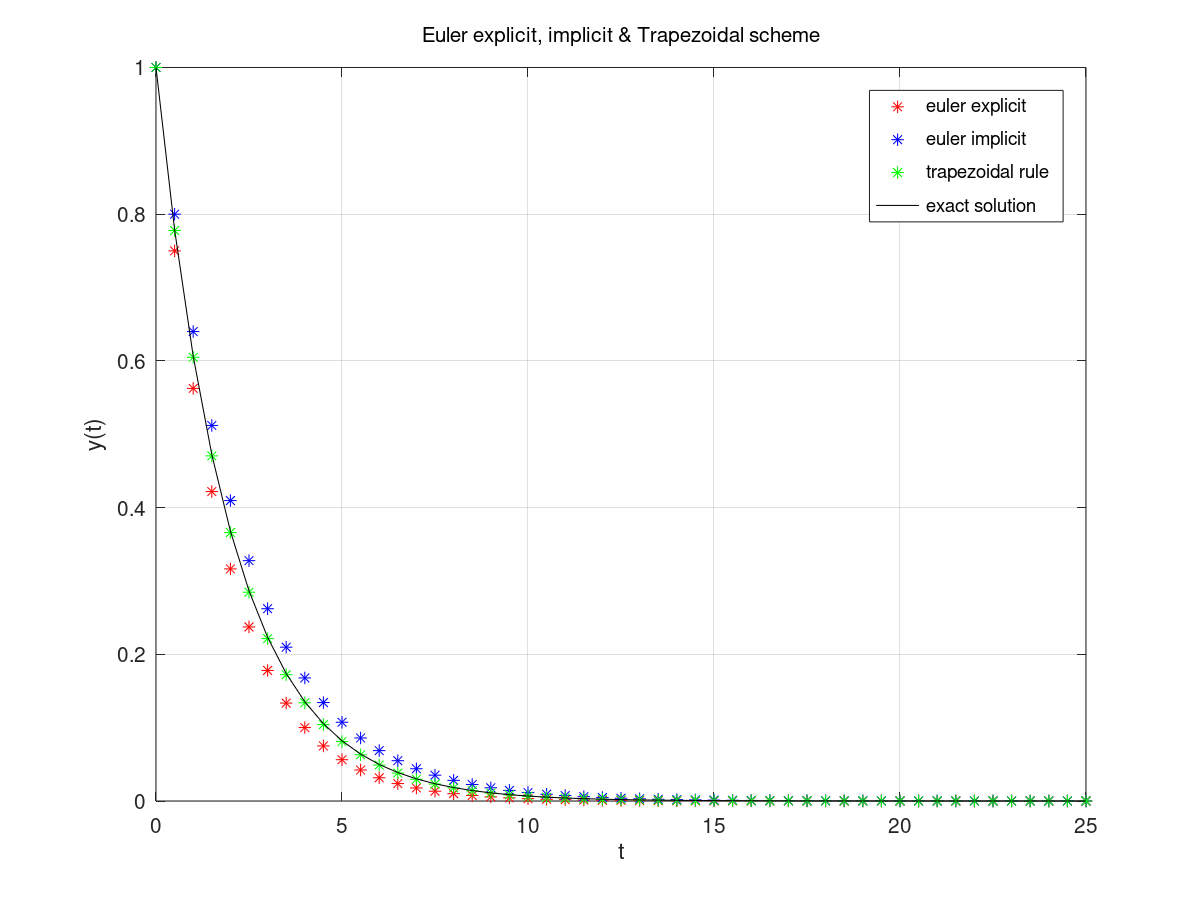 Euler explicit, implicit & Trapezoidal scheme
1
0.8
0.6
0.4
0.2
0
y(t)
euler explicit
euler implicit
trapezoidal rule
exact solution
0 5 10 15 20 25
t